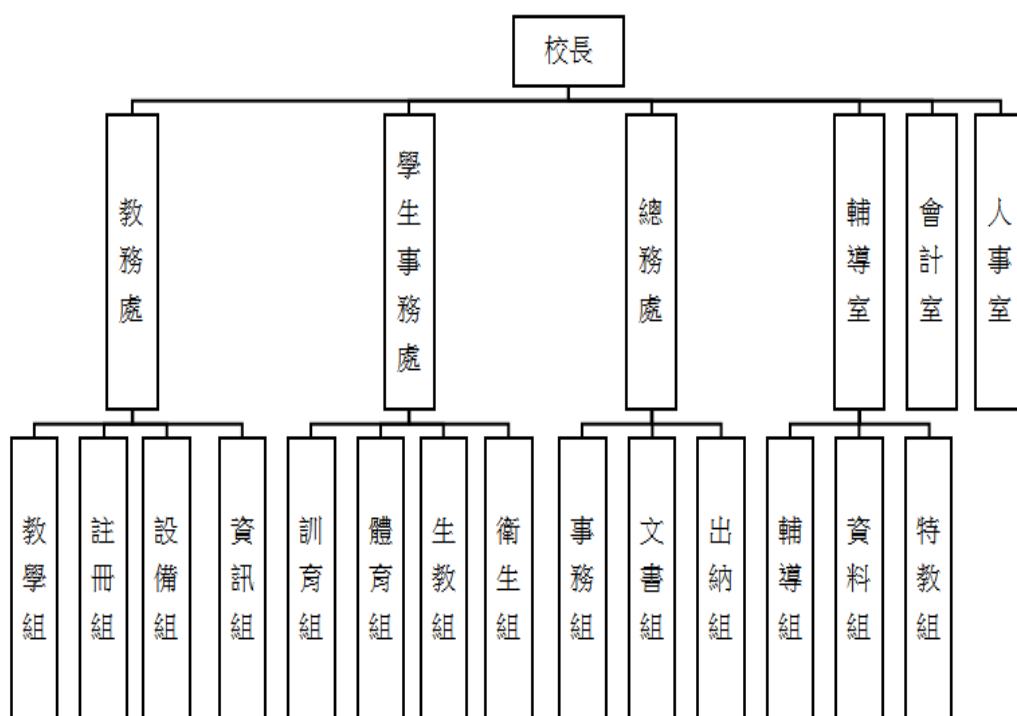 校長
教務處
學生事務處
總務處
輔導室
會計室
人事室
教學組
註冊組
設備組
資訊組
訓育組
體育組
生教組
衛生組
事務組
文書組
出納組
輔導組
資料組
特教組